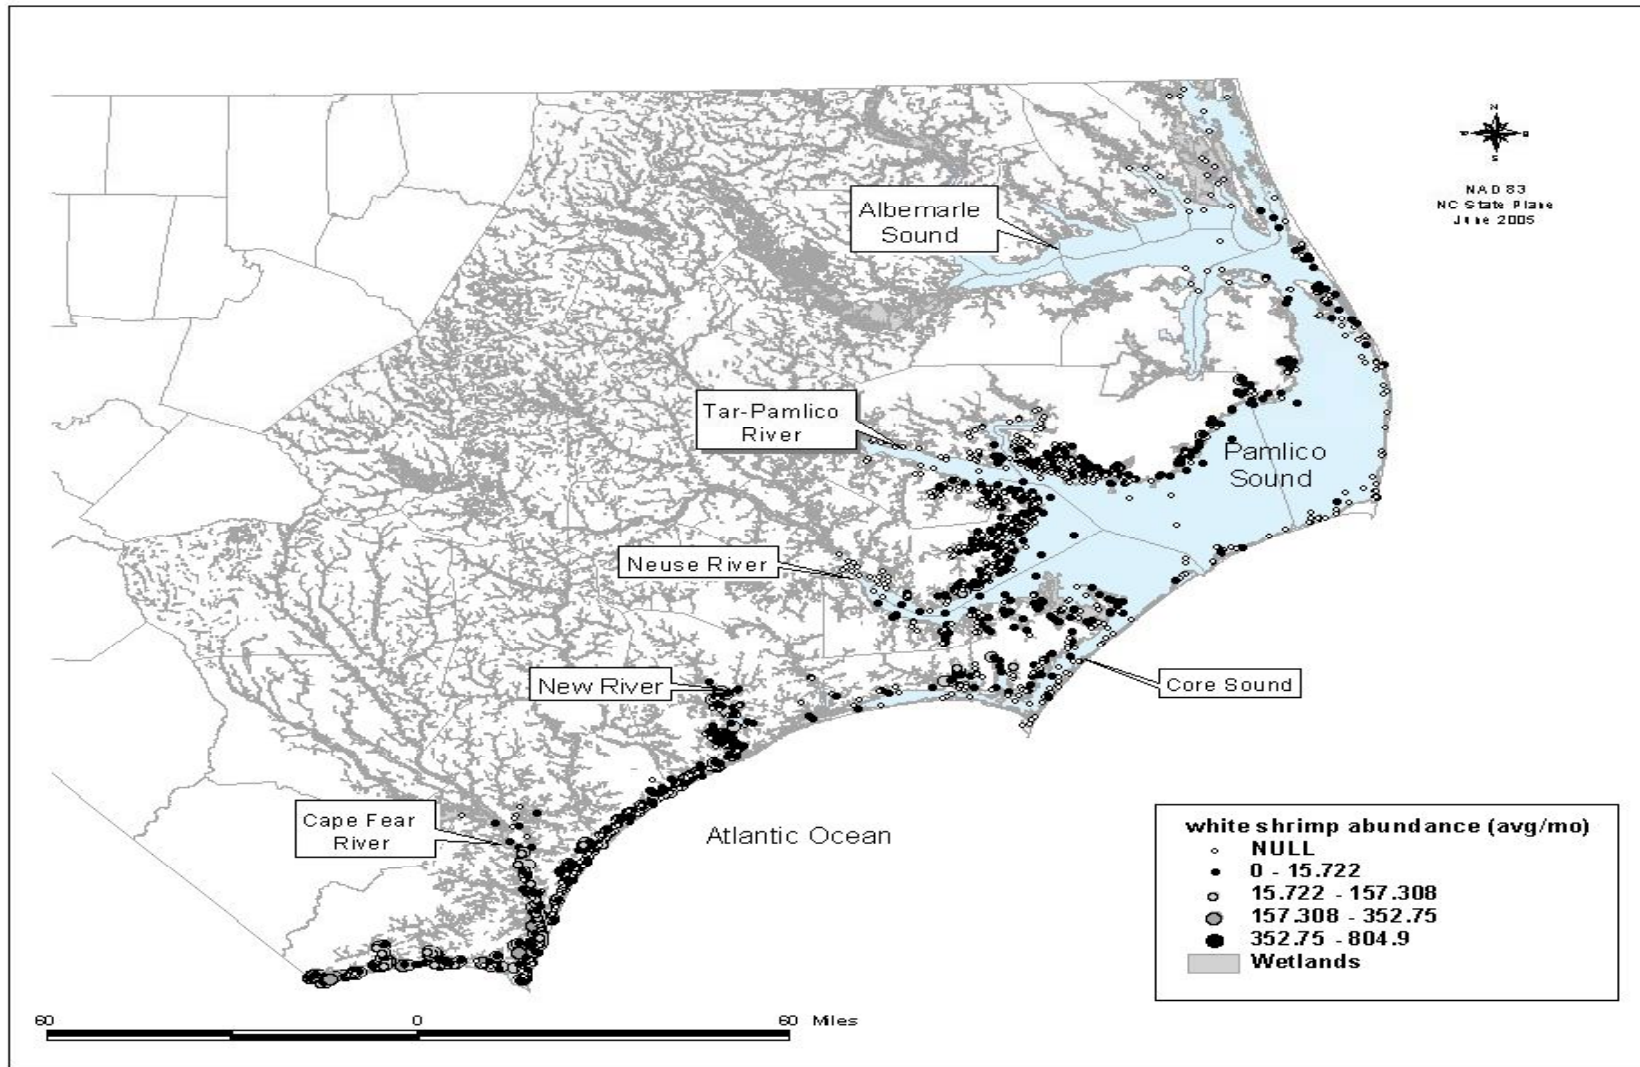 N
S
NAD 83
NC State Plane
June 2005
Albemarle
Sound
Tar-Pamlico
River
Pamlico
Sound
Neuse River
New River
Core Sound
Cape Fear
River
Atlantic Ocean
white shrimp abundance (avg/mo)
NULL
0 - 15.722
15.722 - 157.308
157.308 - 352.75
352.75 - 804.9
Wetlands
60 0 60 Miles